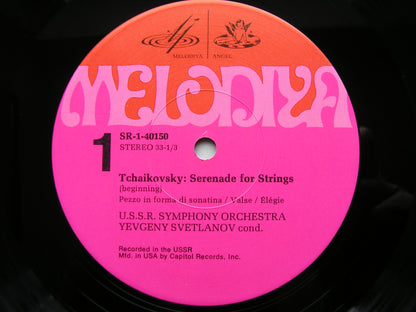 MELODIYA ANGEL
MELODIYA
1
SR-1-40150
STEREO 33-1/3
Tchaikovsky: Serenade for Strings
(beginning)
Pezzo in forma di sonatina / Valse / Élégie
U.S.S.R. SYMPHONY ORCHESTRA
YEVGENY SVETLANOV cond.
Recorded in the USSR
Mfd. in USA by Capitol Records, Inc.